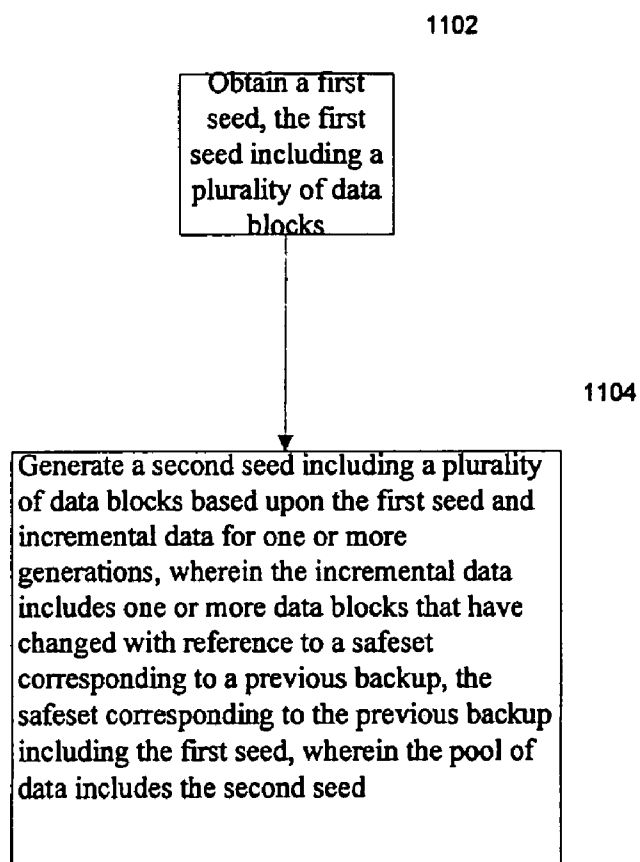 1102
Obtain a first
seed, the first
seed including a
plurality of data
blocks
1104
Generate a second seed including a plurality
of data blocks based upon the first seed and
incremental data for one or more
generations, wherein the incremental data
includes one or more data blocks that have
changed with reference to a safeset
corresponding to a previous backup, the
safeset corresponding to the previous backup
including the first seed, wherein the pool of
data includes the second seed